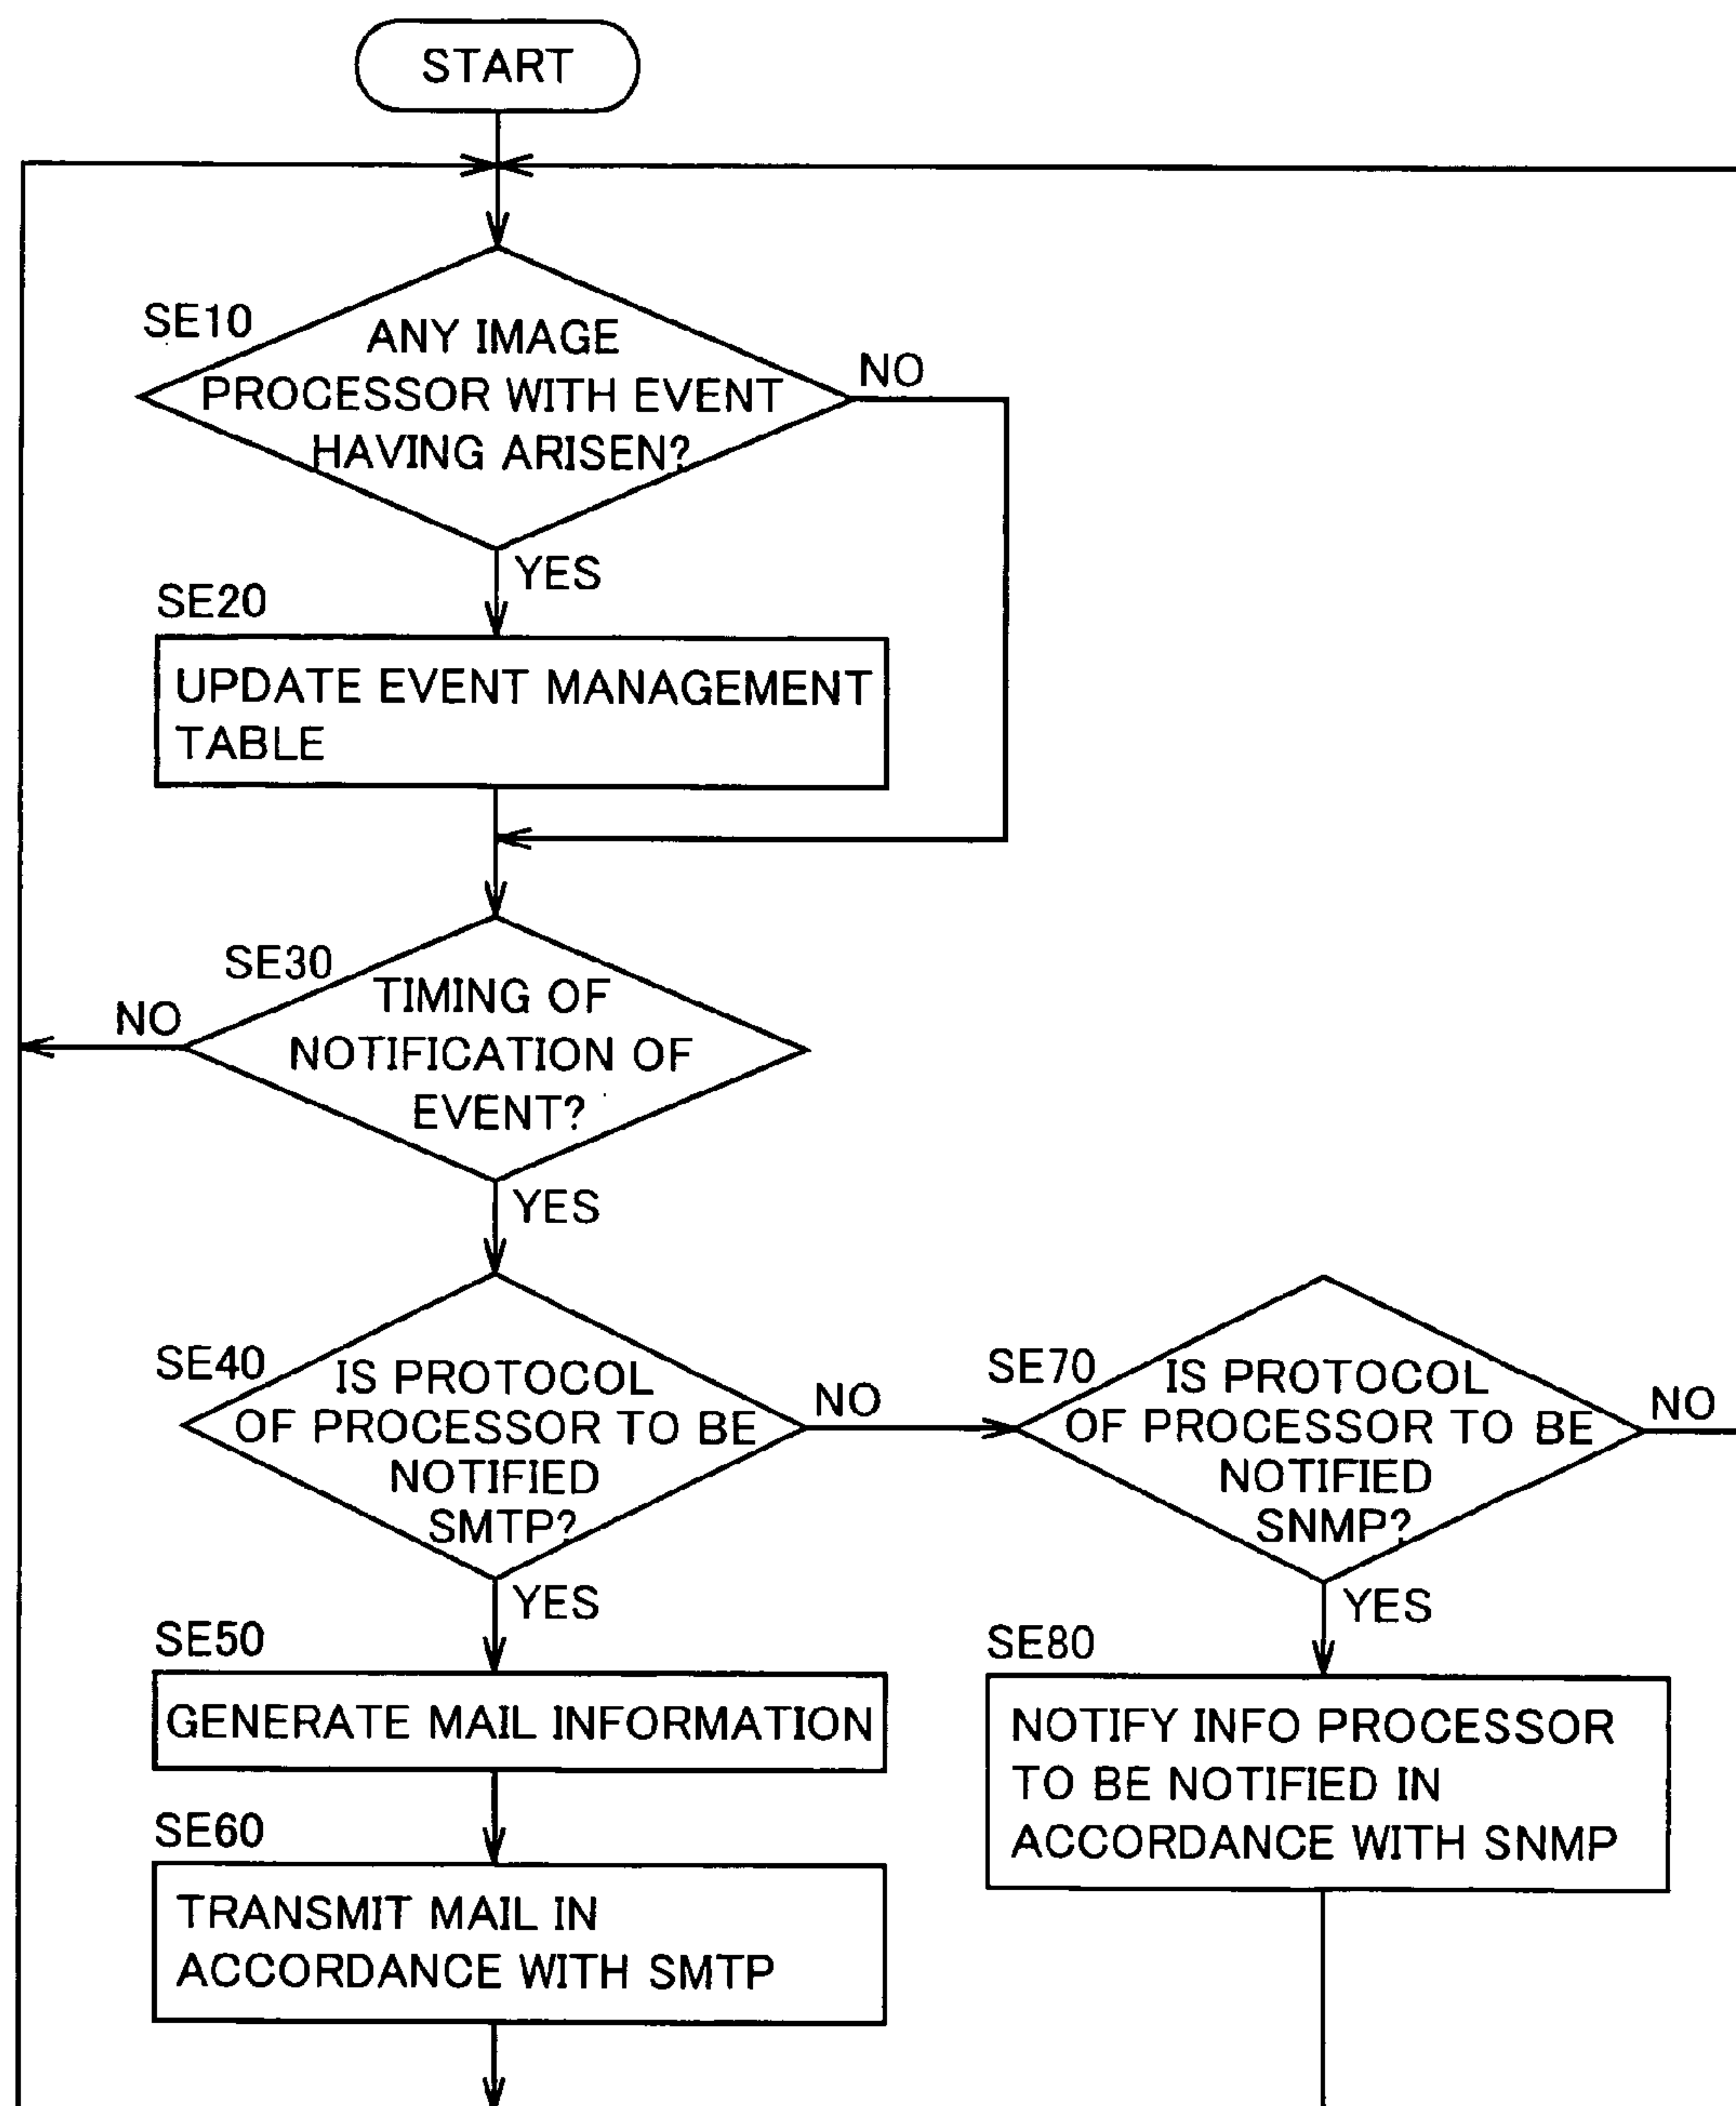 START
SE10
ANY IMAGE
PROCESSOR WITH EVENT
HAVING ARISEN?
NO
YES
SE20
UPDATE EVENT MANAGEMENT
TABLE
SE30
TIMING OF
NOTIFICATION OF
EVENT?
NO
YES
SE40
IS PROTOCOL
OF PROCESSOR TO BE
NOTIFIED
SMTP?
NO
YES
SE70
IS PROTOCOL
OF PROCESSOR TO BE
NOTIFIED
SNMP?
NO
YES
SE50
GENERATE MAIL INFORMATION
SE60
TRANSMIT MAIL IN
ACCORDANCE WITH SMTP
SE80
NOTIFY INFO PROCESSOR
TO BE NOTIFIED IN
ACCORDANCE WITH SNMP